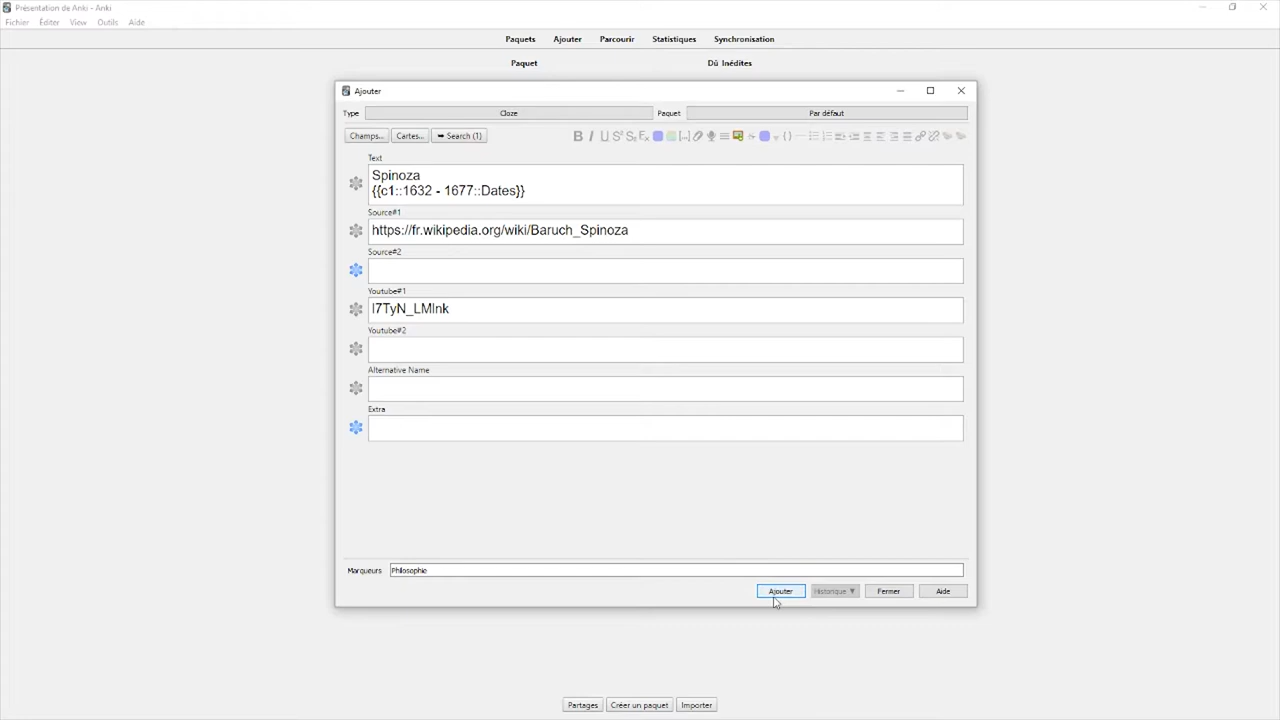 Présentation de Anki - Anki
Fichier Éditer View Outils Aide
Paquets Ajouter Parcourir Statistiques Synchronisation
Paquet Dû Inédites
Ajouter
Type Cloze Paquet Par défaut
Champs... Cartes... Search (1)
Text
Spinoza
{{c1::1632 - 1677::Dates}}
Source#1
https://fr.wikipedia.org/wiki/Baruch_Spinoza
Source#2
Youtube#1
I7TyN_LMInk
Youtube#2
Alternative Name
Extra
Marqueurs Philosophie
Ajouter Historique ▼ Fermer Aide
Partages Créer un paquet Importer